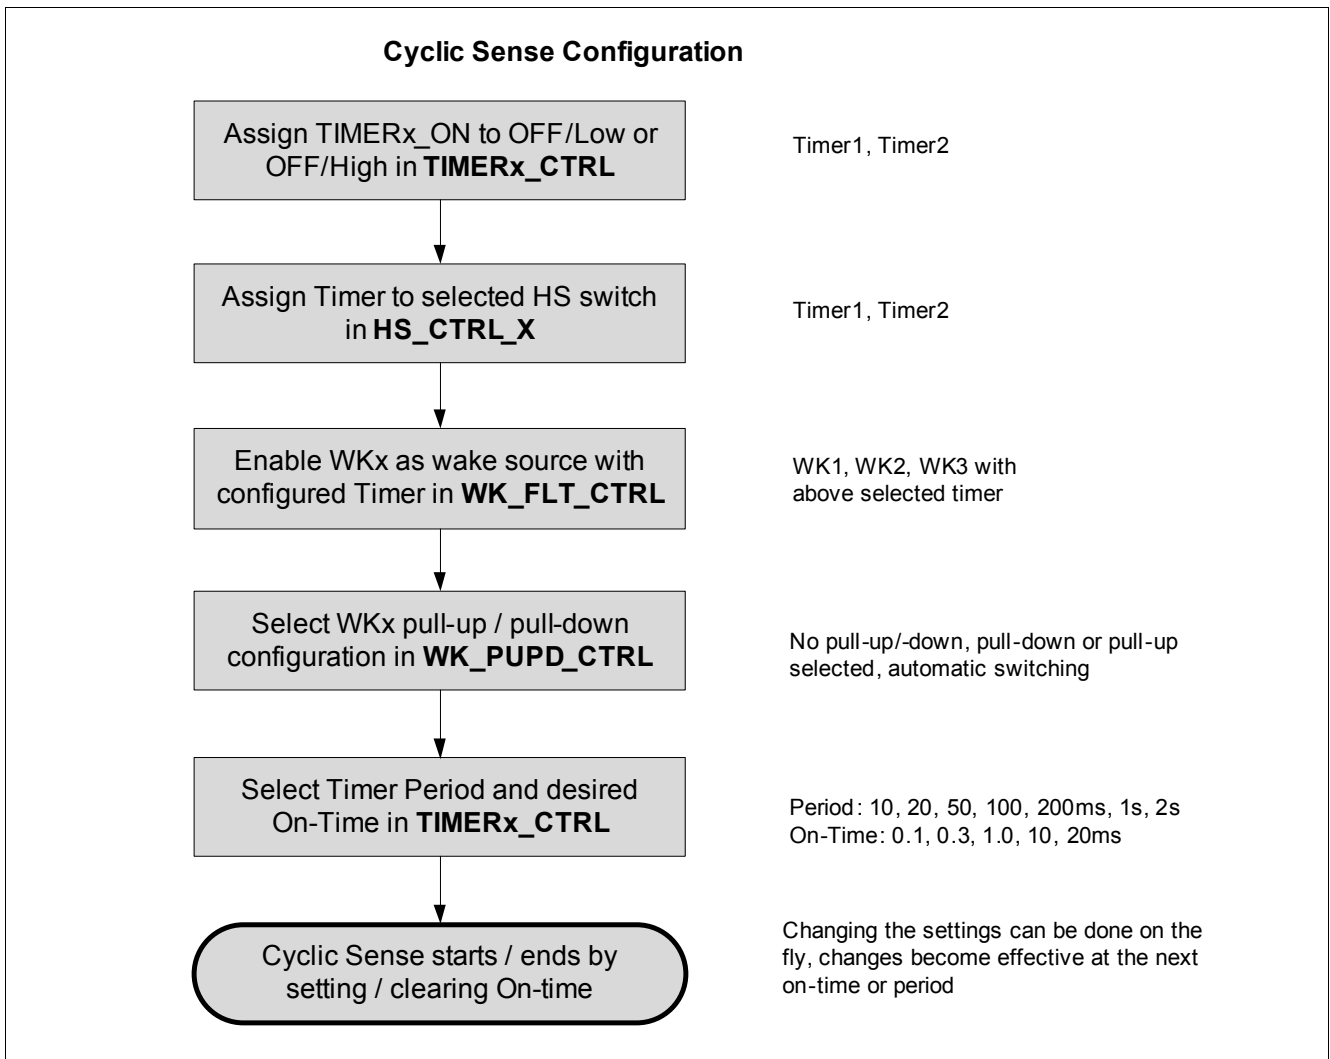 Cyclic Sense Configuration
Assign TIMERx_ON to OFF/Low or
OFF/High in TIMERx_CTRL
Timer1, Timer2
Assign Timer to selected HS switch
in HS_CTRL_X
Timer1, Timer2
Enable WKx as wake source with
configured Timer in WK_FLT_CTRL
WK1, WK2, WK3 with
above selected timer
Select WKx pull-up / pull-down
configuration in WK_PUPD_CTRL
No pull-up/-down, pull-down or pull-up
selected, automatic switching
Select Timer Period and desired
On-Time in TIMERx_CTRL
Period: 10, 20, 50, 100, 200ms, 1s, 2s
On-Time: 0.1, 0.3, 1.0, 10, 20ms
Cyclic Sense starts / ends by
setting / clearing On-time
Changing the settings can be done on the
fly, changes become effective at the next
on-time or period